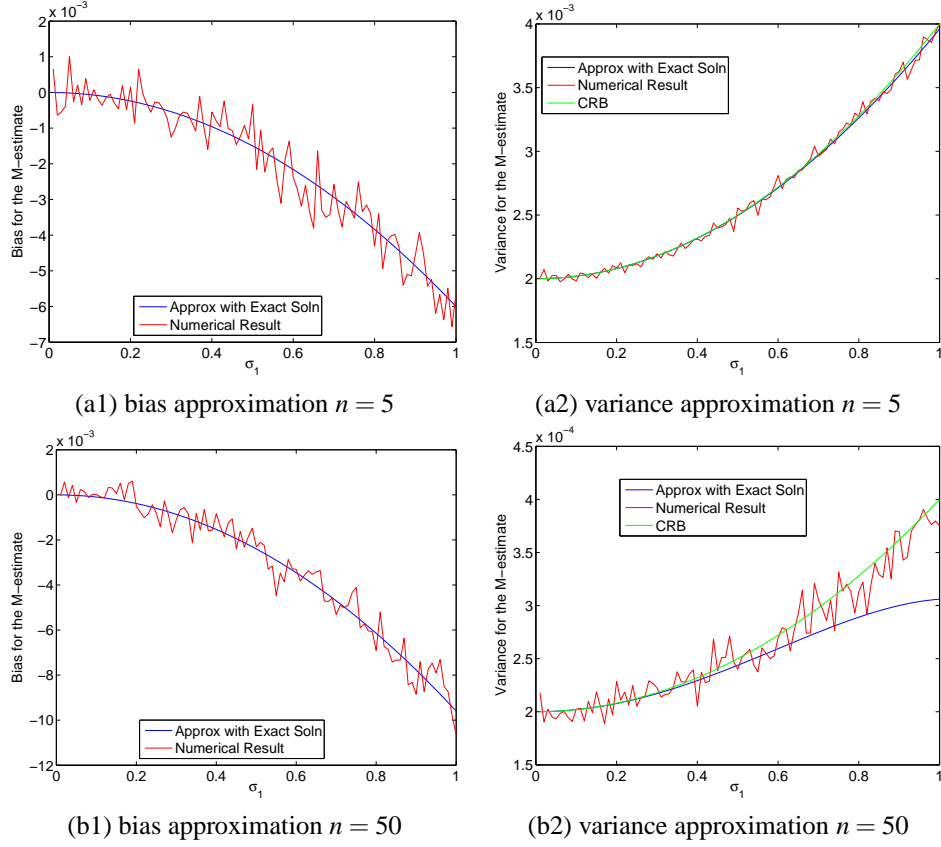 x 10⁻³
2
1
0
−1
−2
−3
−4
−5
−6
−7
Bias for the M−estimate
Approx with Exact Soln
Numerical Result
0
0.2
0.4
0.6
0.8
1
σ₁
(a1) bias approximation n = 5
x 10⁻³
4
3.5
3
2.5
2
1.5
Variance for the M−estimate
Approx with Exact Soln
Numerical Result
CRB
0
0.2
0.4
0.6
0.8
1
σ₁
(a2) variance approximation n = 5
x 10⁻³
2
0
−2
−4
−6
−8
−10
−12
Bias for the M−estimate
Approx with Exact Soln
Numerical Result
0
0.2
0.4
0.6
0.8
1
σ₁
(b1) bias approximation n = 50
x 10⁻⁴
4.5
4
3.5
3
2.5
2
1.5
Variance for the M−estimate
Approx with Exact Soln
Numerical Result
CRB
0
0.2
0.4
0.6
0.8
1
σ₁
(b2) variance approximation n = 50